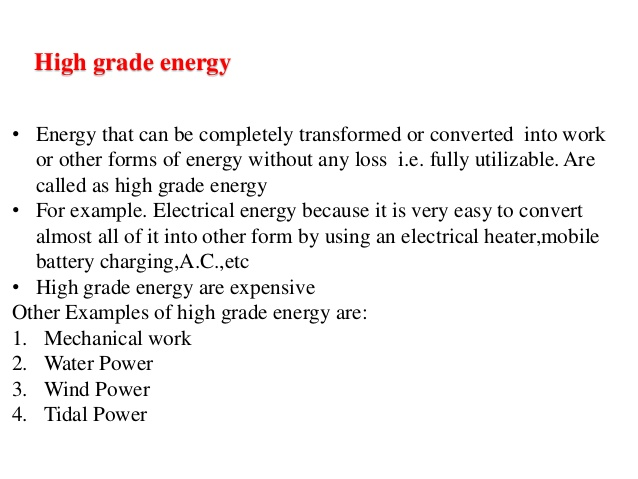 High grade energy
• Energy that can be completely transformed or converted into work
or other forms of energy without any loss i.e. fully utilizable. Are
called as high grade energy
• For example. Electrical energy because it is very easy to convert
almost all of it into other form by using an electrical heater,mobile
battery charging,A.C.,etc
• High grade energy are expensive
Other Examples of high grade energy are:
1. Mechanical work
2. Water Power
3. Wind Power
4. Tidal Power